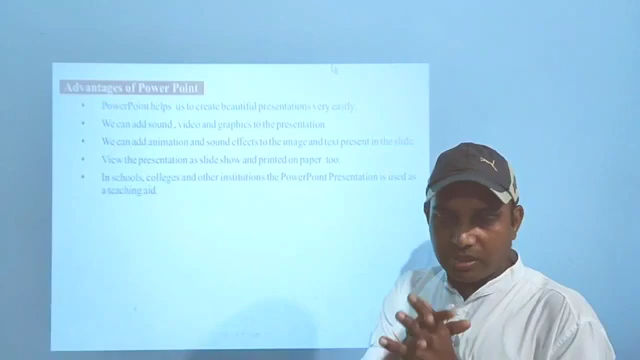 Advantages of Power Point
PowerPoint helps us to create beautiful presentations very easily.
We can add sound, video and graphics to the presentation.
We can add animation and sound effects to the image and text present in the slide.
View the presentation as slide show and printed on paper too.
In schools, colleges and other institutions the PowerPoint Presentation is used as
a teaching aid.